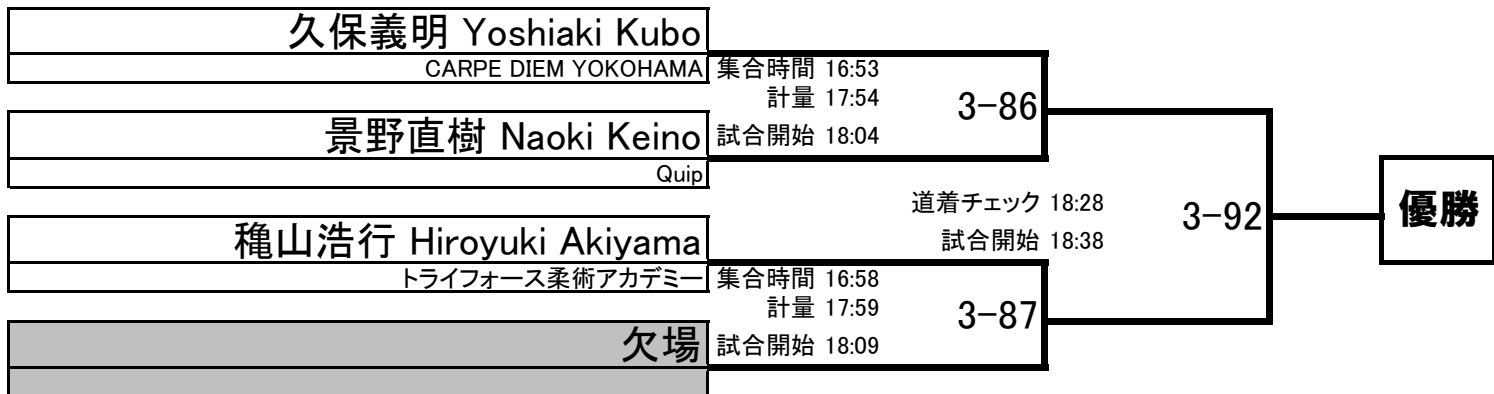 久保義明 Yoshiaki Kubo
CARPE DIEM YOKOHAMA
集合時間 16:53
計量 17:54
3-86
景野直樹 Naoki Keino
試合開始 18:04
Quip
道着チェック 18:28
3-92
優勝
試合開始 18:38
穐山浩行 Hiroyuki Akiyama
トライフォース柔術アカデミー
集合時間 16:58
計量 17:59
3-87
欠場
試合開始 18:09